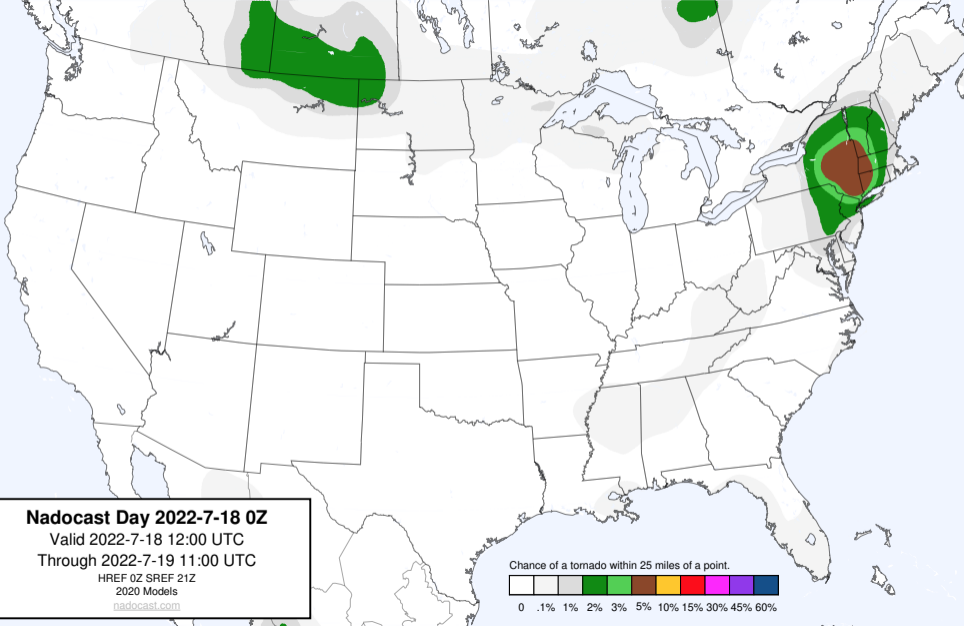 Nadocast Day 2022-7-18 0Z
Valid 2022-7-18 12:00 UTC
Through 2022-7-19 11:00 UTC
HREF 0Z SREF 21Z
2020 Models
nadocast.com
Chance of a tornado within 25 miles of a point.
0 .1% 1% 2% 3% 5% 10% 15% 30% 45% 60%